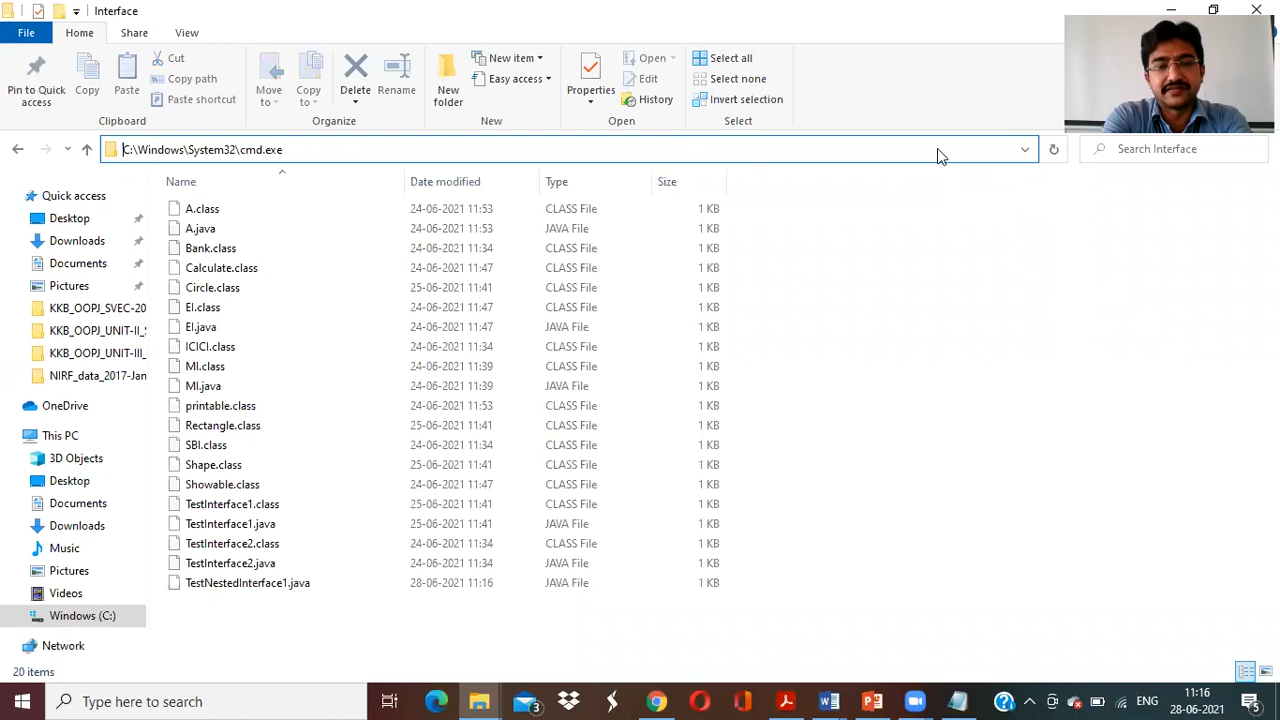 Interface
File Home Share View
Pin to Quick access
Copy
Paste
Cut
Copy path
Paste shortcut
Clipboard
Move to
Copy to
Delete
Rename
Organize
New folder
New item
Easy access
New
Properties
Open
Edit
History
Open
Select all
Select none
Invert selection
Select
C:\Windows\System32\cmd.exe
Search Interface
Name Date modified Type Size
A.class 24-06-2021 11:53 CLASS File 1 KB
A.java 24-06-2021 11:53 JAVA File 1 KB
Bank.class 24-06-2021 11:34 CLASS File 1 KB
Calculate.class 24-06-2021 11:47 CLASS File 1 KB
Circle.class 25-06-2021 11:41 CLASS File 1 KB
EI.class 24-06-2021 11:47 CLASS File 1 KB
EI.java 24-06-2021 11:47 JAVA File 1 KB
ICICI.class 24-06-2021 11:34 CLASS File 1 KB
MI.class 24-06-2021 11:39 CLASS File 1 KB
MI.java 24-06-2021 11:39 JAVA File 1 KB
printable.class 24-06-2021 11:53 CLASS File 1 KB
Rectangle.class 25-06-2021 11:41 CLASS File 1 KB
SBI.class 24-06-2021 11:34 CLASS File 1 KB
Shape.class 25-06-2021 11:41 CLASS File 1 KB
Showable.class 24-06-2021 11:47 CLASS File 1 KB
TestInterface1.class 25-06-2021 11:41 CLASS File 1 KB
TestInterface1.java 25-06-2021 11:41 JAVA File 1 KB
TestInterface2.class 24-06-2021 11:34 CLASS File 1 KB
TestInterface2.java 24-06-2021 11:34 JAVA File 1 KB
TestNestedInterface1.java 28-06-2021 11:16 JAVA File 1 KB
Quick access
Desktop
Downloads
Documents
Pictures
KKB_OOPJ_SVEC-20
KKB_OOPJ_UNIT-II_S
KKB_OOPJ_UNIT-III_
NIRF_data_2017-Jan
OneDrive
This PC
3D Objects
Desktop
Documents
Downloads
Music
Pictures
Videos
Windows (C:)
Network
20 items
Type here to search
3
ENG
11:16
28-06-2021
5